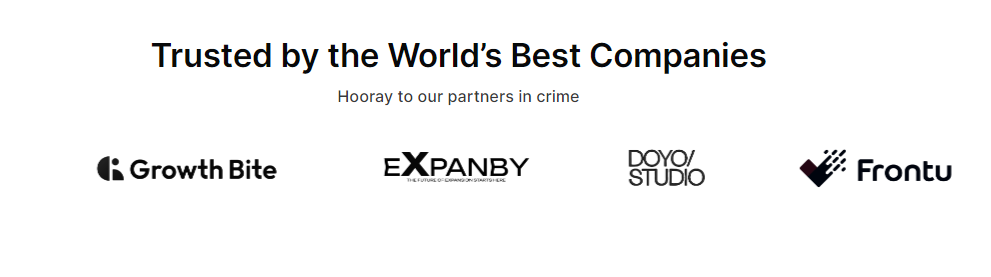 Trusted by the World’s Best Companies
Hooray to our partners in crime
Growth Bite
EXPANBY
THE FUTURE OF EXPANSION STARTS HERE
DOYO/
STUDIO
Frontu